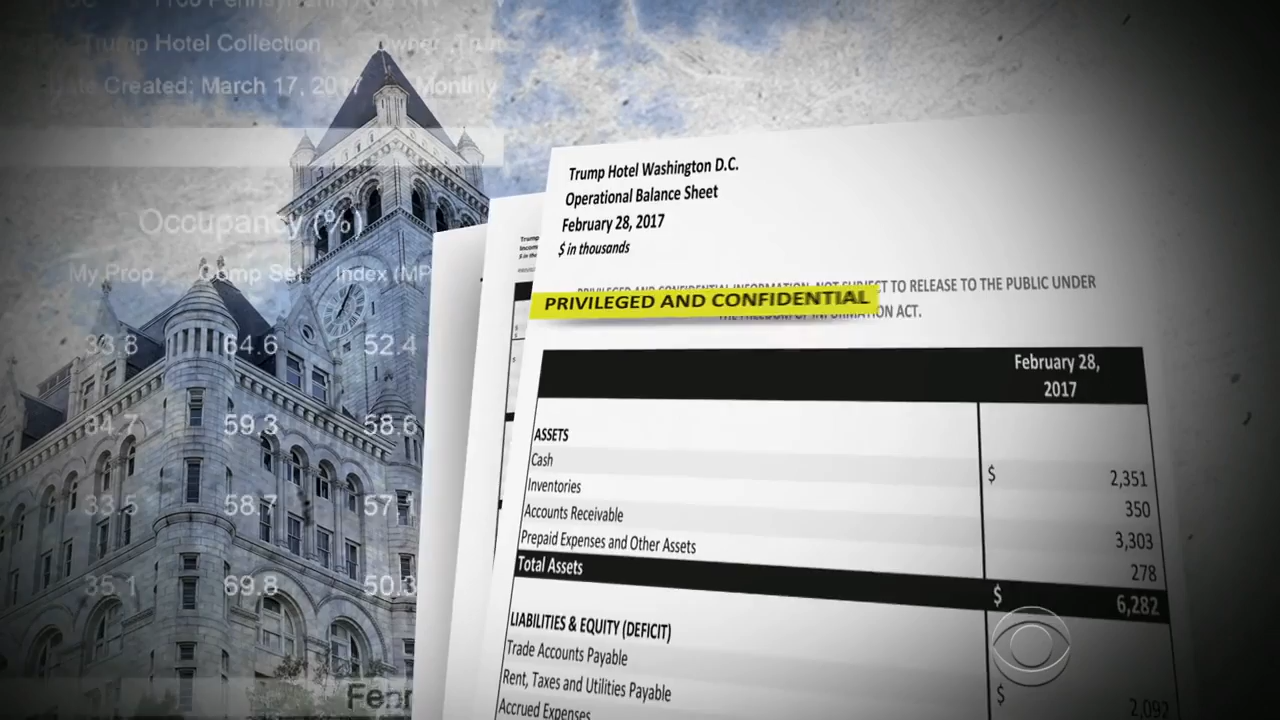 1100 Pennsylvania
Trump Hotel Collection Owner Trump
Date Created: March 17, 2017 Monthly
Occupancy (%)
My Prop Comp Set Index (MP
33.8 64.6 52.4
34.7 59.3 58.6
33.5 58.7 57.1
35.1 69.8 50.3
Trump Hotel Washington D.C.
Operational Balance Sheet
February 28, 2017
$ in thousands
PRIVILEGED AND CONFIDENTIAL INFORMATION, NOT SUBJECT TO RELEASE TO THE PUBLIC UNDER
THE FREEDOM OF INFORMATION ACT.
PRIVILEGED AND CONFIDENTIAL
February 28,
2017
ASSETS
Cash $ 2,351
Inventories 350
Accounts Receivable 3,303
Prepaid Expenses and Other Assets 278
Total Assets $ 6,282
LIABILITIES & EQUITY (DEFICIT)
Trade Accounts Payable $ 2,092
Rent, Taxes and Utilities Payable
Accrued Expenses